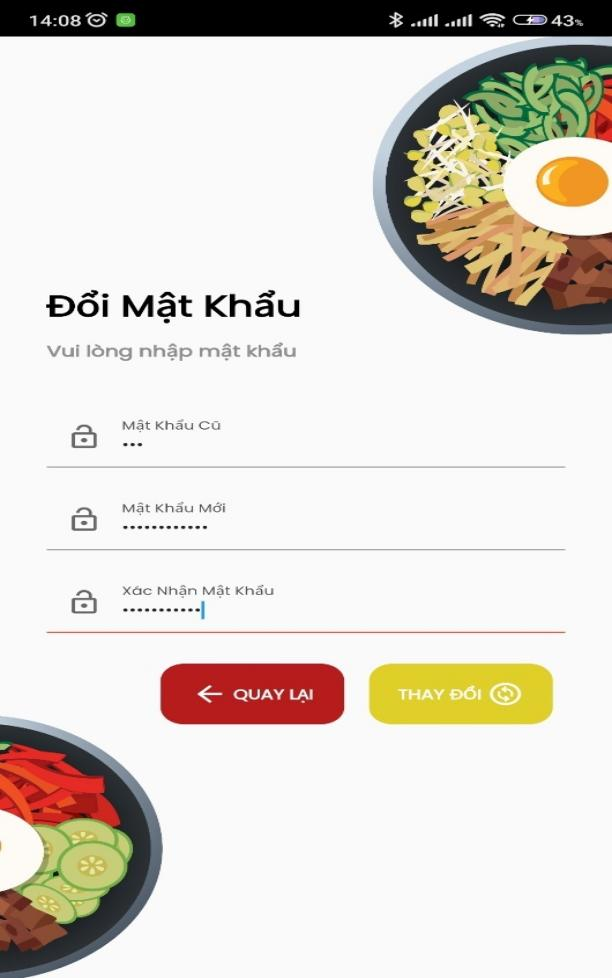 14:08 43%
Đổi Mật Khẩu
Vui lòng nhập mật khẩu
Mật Khẩu Cũ
•••
Mật Khẩu Mới
••••••••••••
Xác Nhận Mật Khẩu
•••••••••••
QUAY LẠI THAY ĐỔI